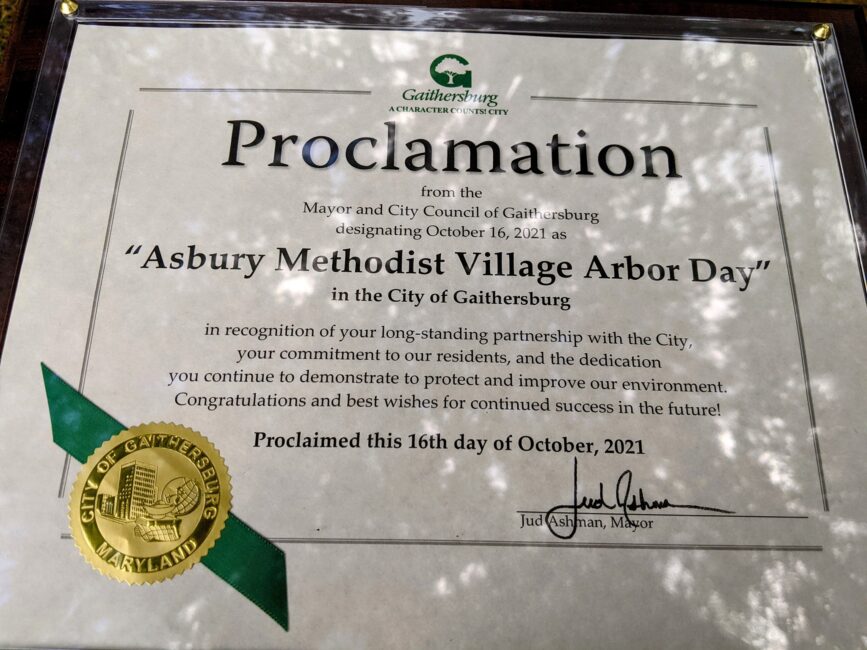 Gaithersburg
A CHARACTER COUNTS! CITY
Proclamation
from the
Mayor and City Council of Gaithersburg
designating October 16, 2021 as
“Asbury Methodist Village Arbor Day”
in the City of Gaithersburg
in recognition of your long-standing partnership with the City,
your commitment to our residents, and the dedication
you continue to demonstrate to protect and improve our environment.
Congratulations and best wishes for continued success in the future!
Proclaimed this 16th day of October, 2021
Jud Ashman
Jud Ashman, Mayor
CITY OF GAITHERSBURG
MARYLAND